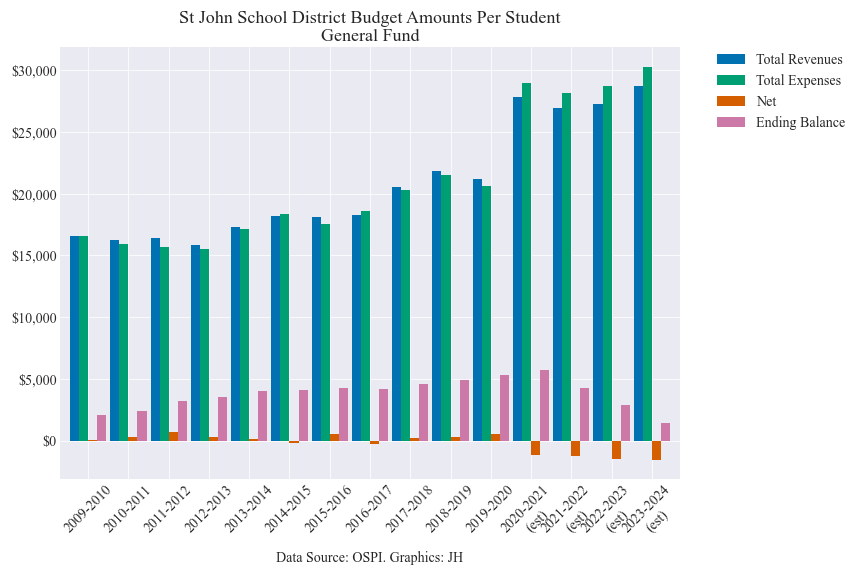 St John School District Budget Amounts Per Student
General Fund
Total Revenues
Total Expenses
Net
Ending Balance
$30,000
$25,000
$20,000
$15,000
$10,000
$5,000
$0
2009-2010
2010-2011
2011-2012
2012-2013
2013-2014
2014-2015
2015-2016
2016-2017
2017-2018
2018-2019
2019-2020
2020-2021
(est)
2021-2022
(est)
2022-2023
(est)
2023-2024
(est)
Data Source: OSPI. Graphics: JH